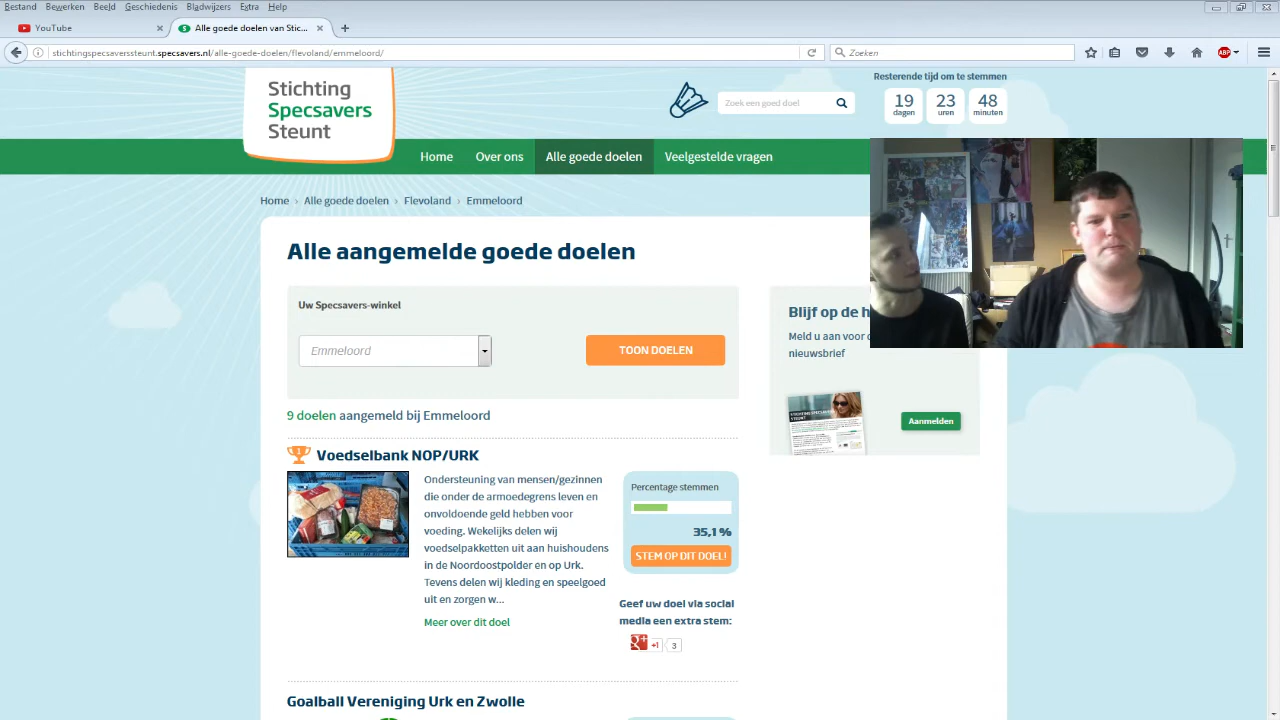 Bestand Bewerken Beeld Geschiedenis Bladwijzers Extra Help
YouTube
Alle goede doelen van Stic...
stichtingspecsaverssteunt.specsavers.nl/alle-goede-doelen/flevoland/emmeloord/
Zoeken
ABP
Stichting
Specsavers
Steunt
Zoek een goed doel
Resterende tijd om te stemmen
19 23 48
dagen uren minuten
Home Over ons Alle goede doelen Veelgestelde vragen
Home › Alle goede doelen › Flevoland › Emmeloord
Alle aangemelde goede doelen
Uw Specsavers-winkel
Emmeloord
TOON DOELEN
9 doelen aangemeld bij Emmeloord
Blijf op de h
Meld u aan voor
nieuwsbrief
Aanmelden
1
Voedselbank NOP/URK
Ondersteuning van mensen/gezinnen
die onder de armoedegrens leven en
onvoldoende geld hebben voor
voeding. Wekelijks delen wij
voedselpakketten uit aan huishoudens
in de Noordoostpolder en op Urk.
Tevens delen wij kleding en speelgoed
uit en zorgen w...
Meer over dit doel
Percentage stemmen
35,1 %
STEM OP DIT DOEL!
Geef uw doel via social
media een extra stem:
g+ +1 3
Goalball Vereniging Urk en Zwolle